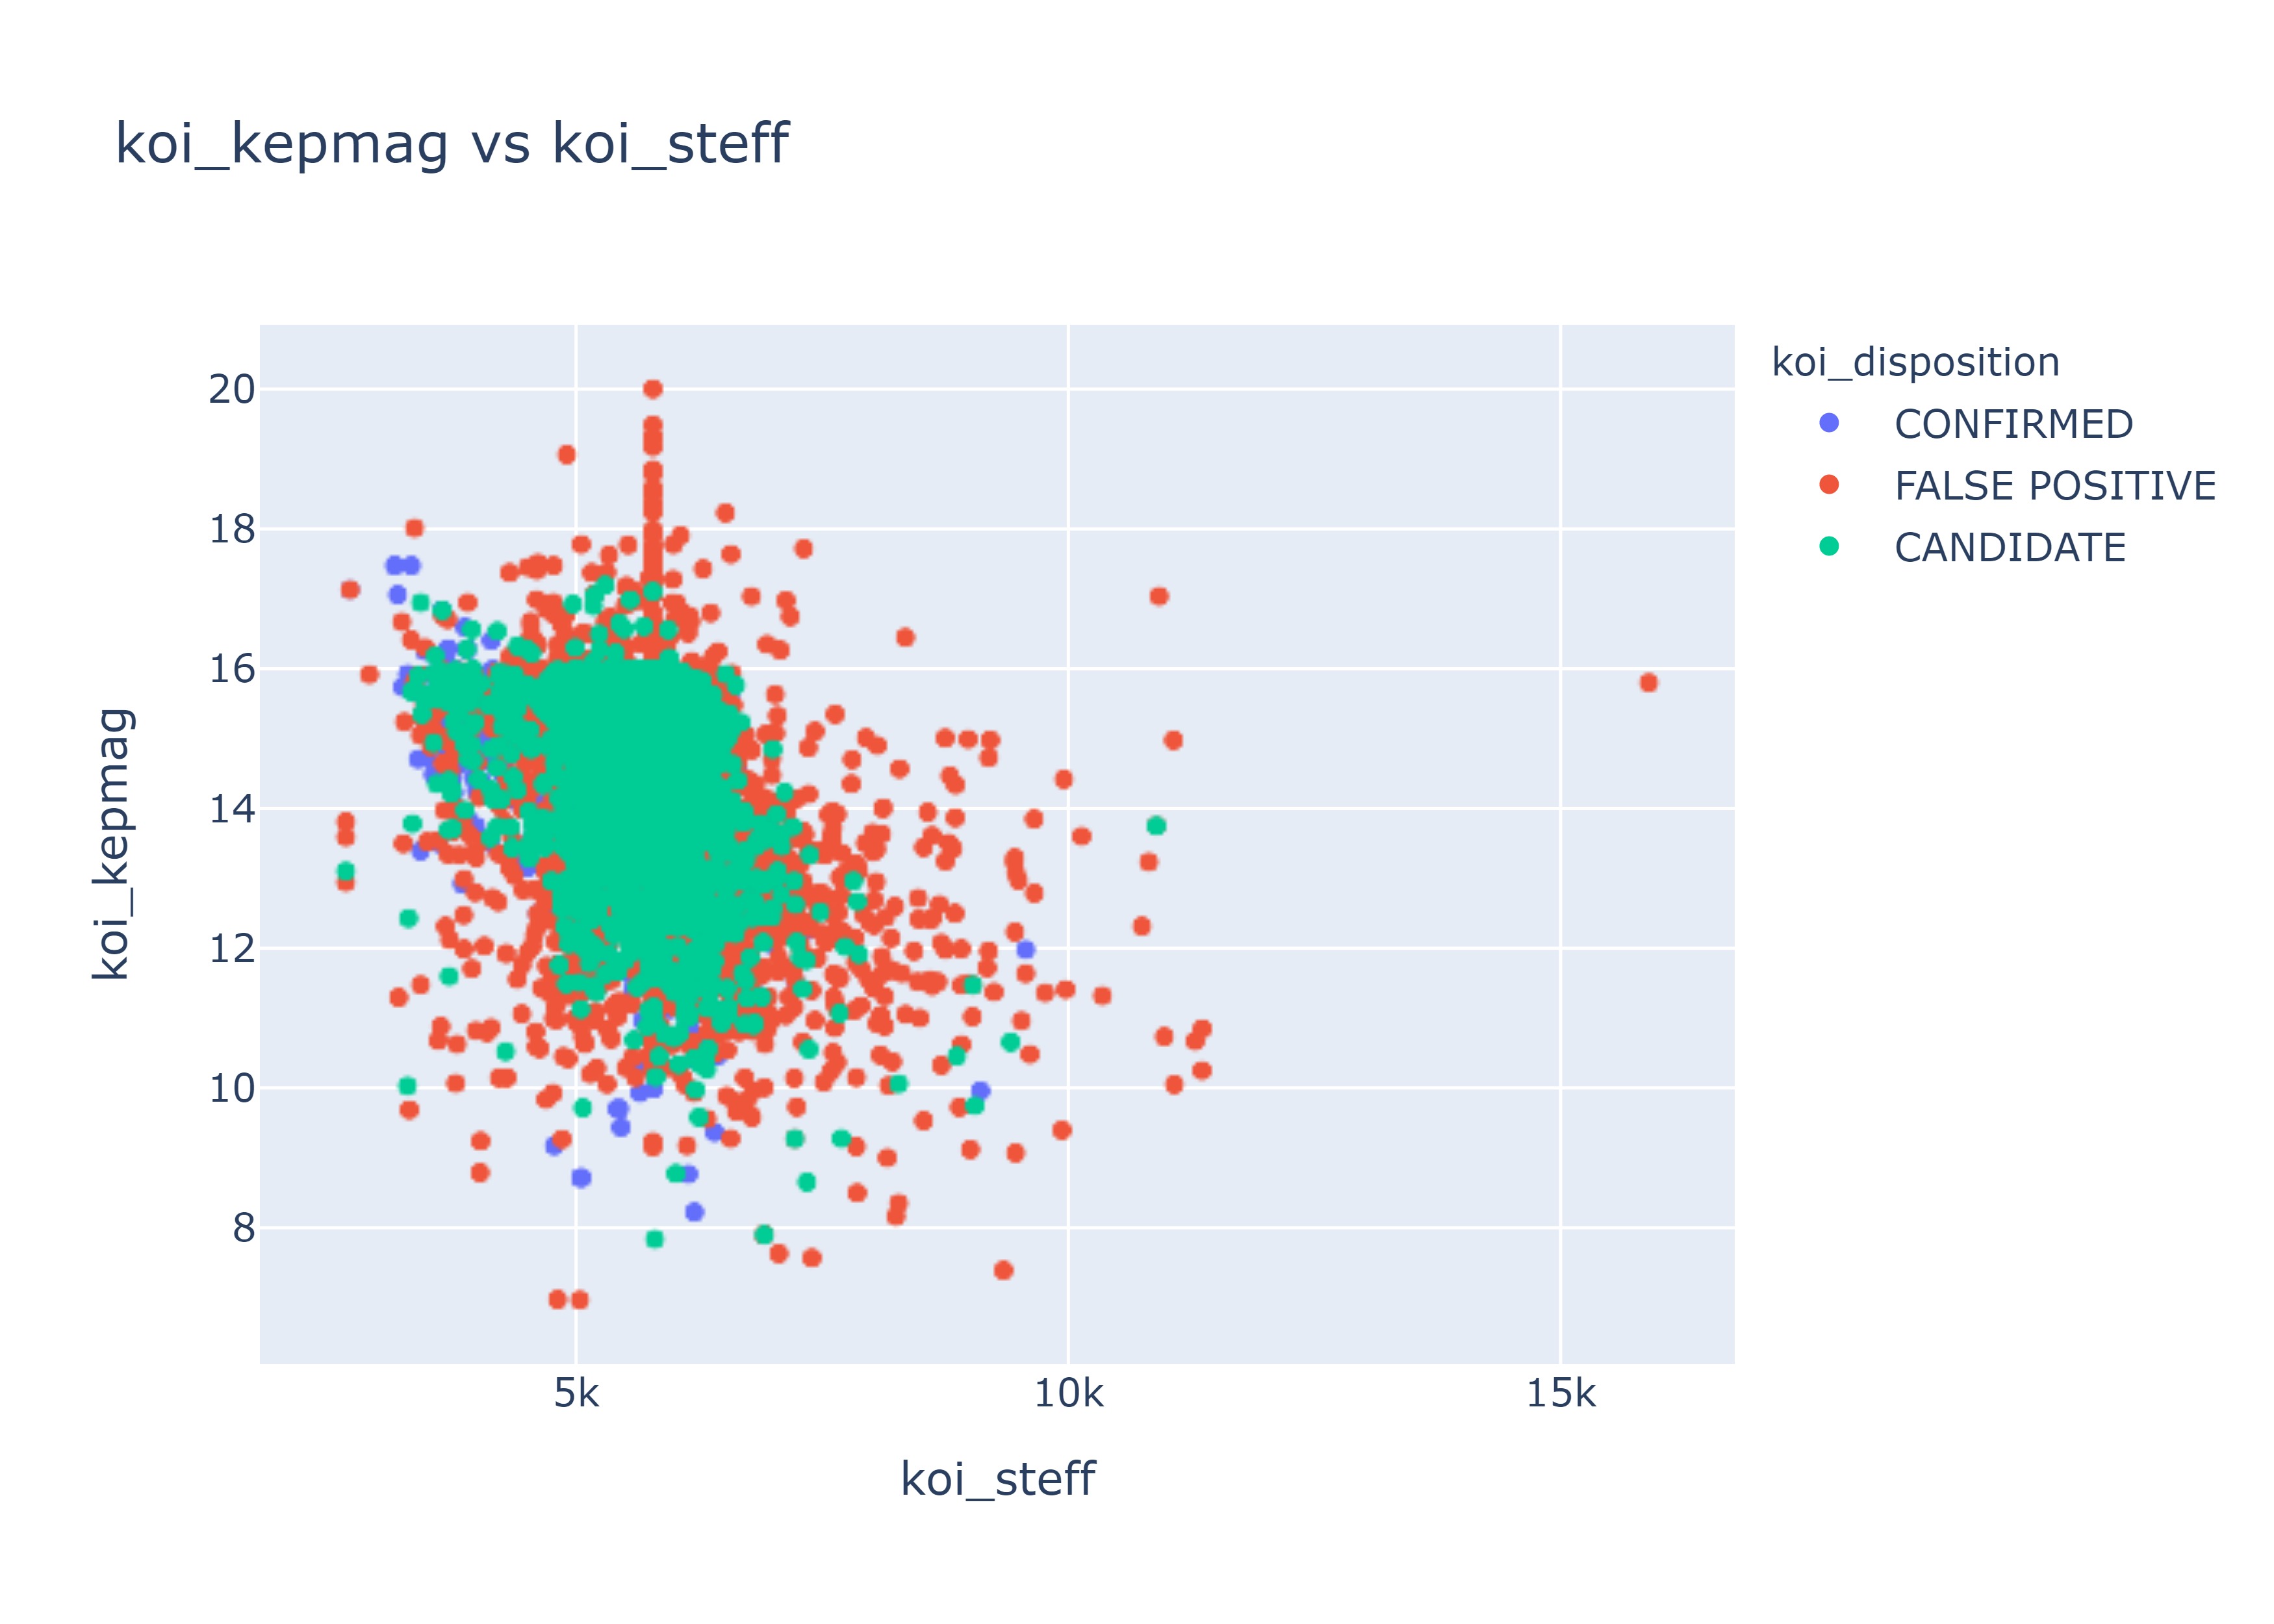 koi_kepmag vs koi_steff
koi_disposition
CONFIRMED
FALSE POSITIVE
CANDIDATE
20
18
16
14
12
10
8
koi_kepmag
5k
10k
15k
koi_steff